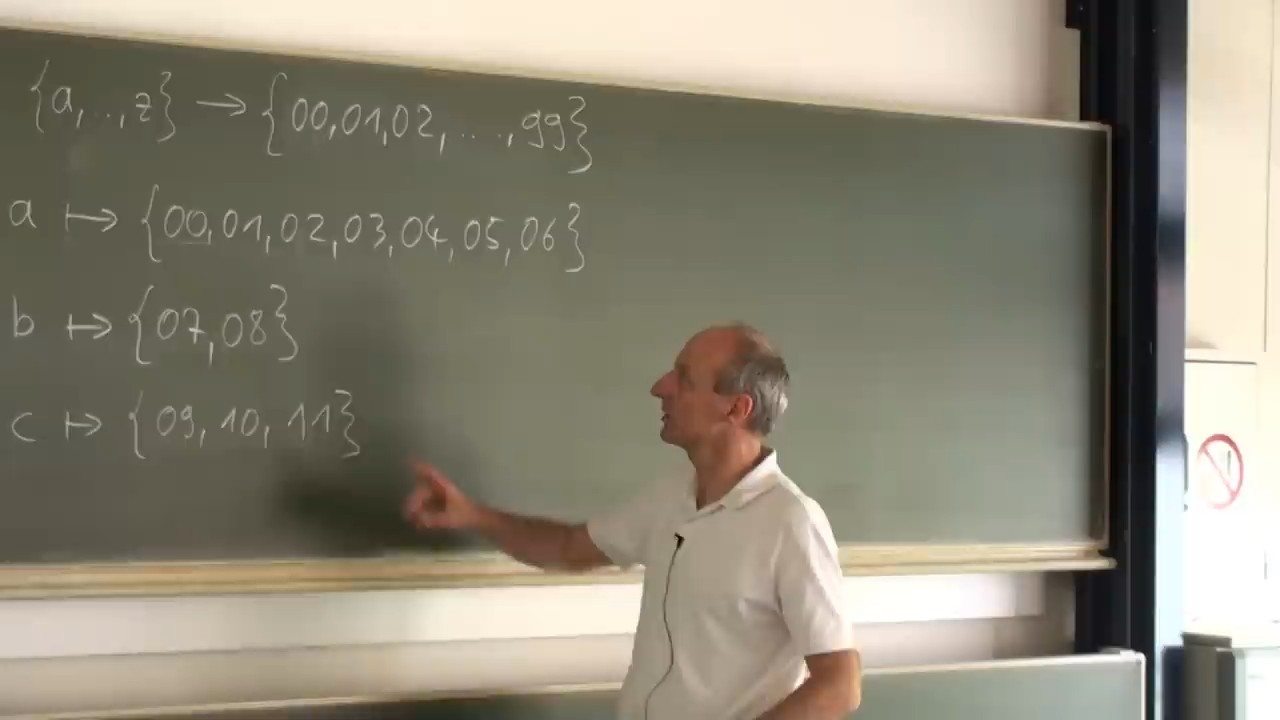 {a,..,z} → {00,01,02,....,99}
a ↦ {00,01,02,03,04,05,06}
b ↦ {07,08}
c ↦ {09,10,11}